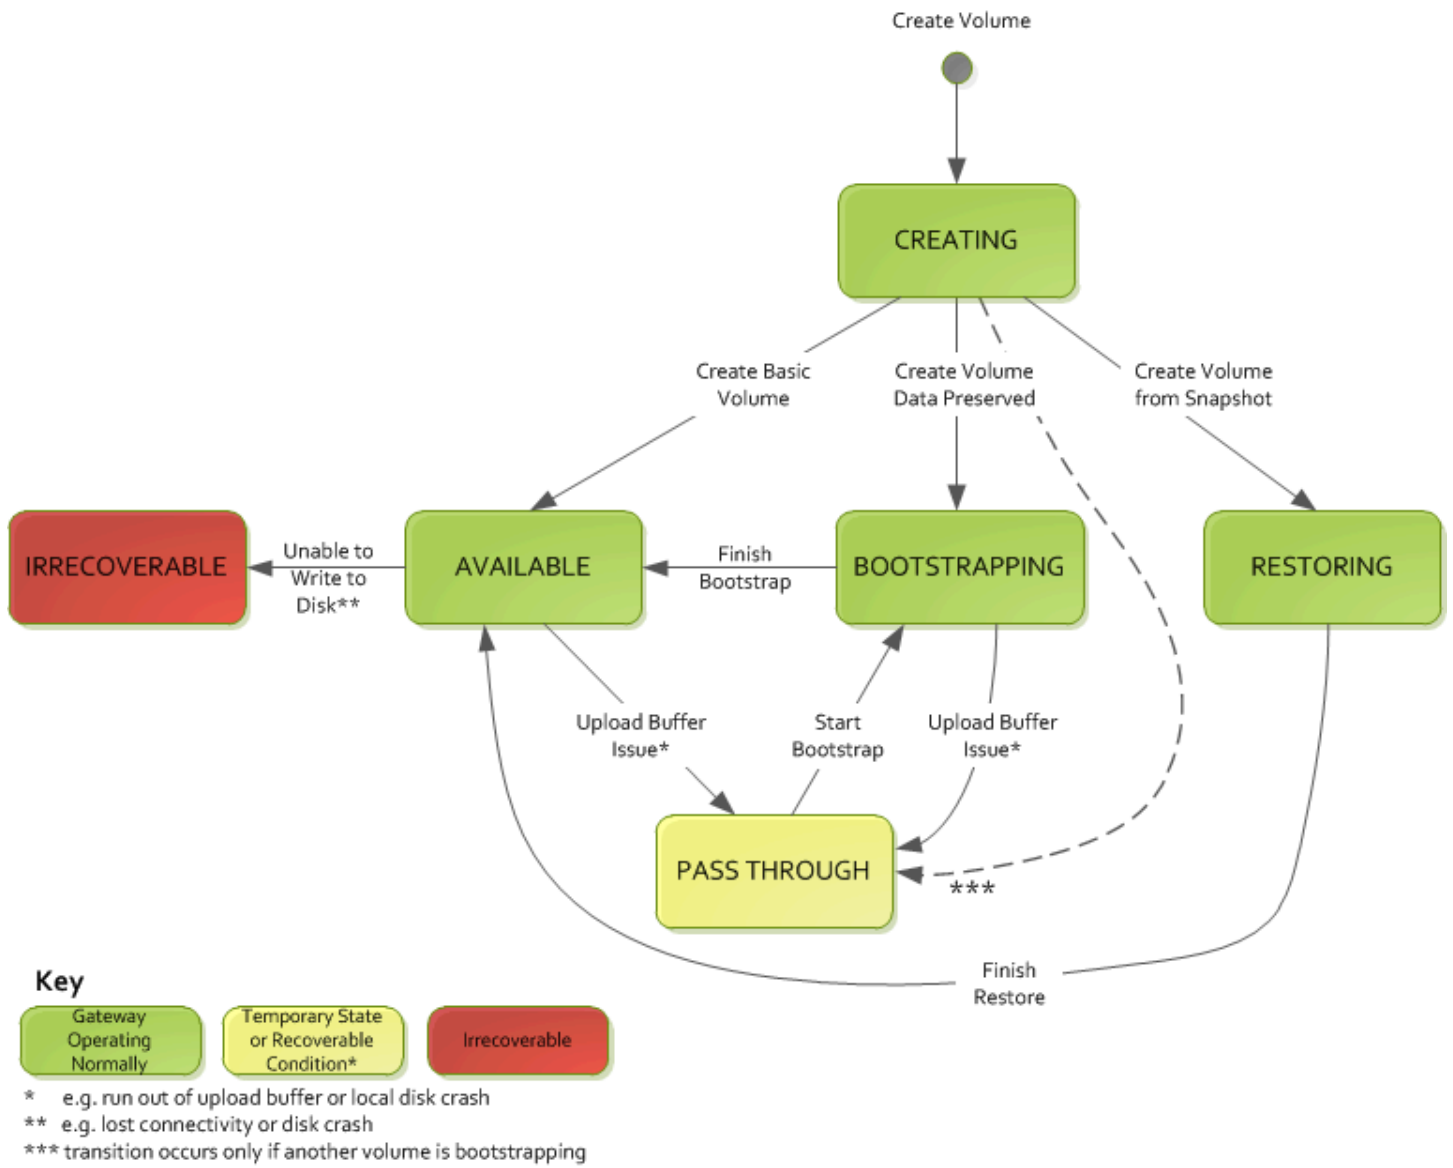 Create Volume
CREATING
Create Basic
Volume
Create Volume
Data Preserved
Create Volume
from Snapshot
IRRECOVERABLE
Unable to
Write to
Disk**
AVAILABLE
Finish
Bootstrap
BOOTSTRAPPING
RESTORING
Upload Buffer
Issue*
Start
Bootstrap
Upload Buffer
Issue*
PASS THROUGH
***
Finish
Restore
Key
Gateway
Operating
Normally
Temporary State
or Recoverable
Condition*
Irrecoverable
* e.g. run out of upload buffer or local disk crash
** e.g. lost connectivity or disk crash
*** transition occurs only if another volume is bootstrapping